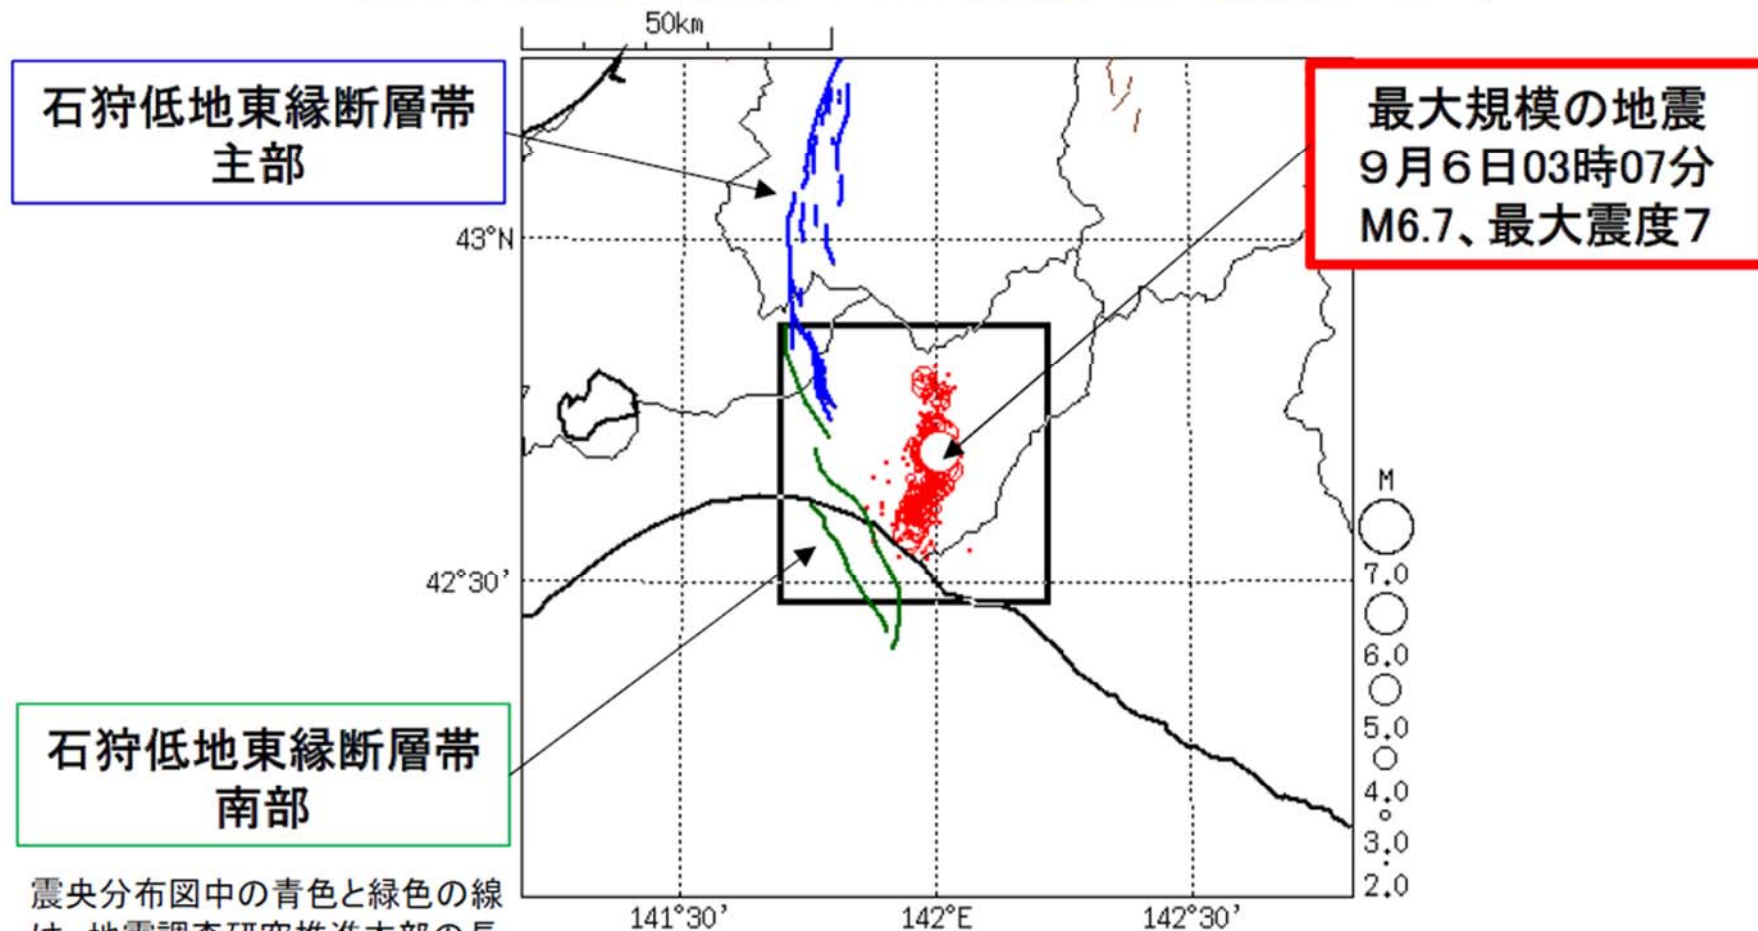 50km
石狩低地東縁断層帯
主部
最大規模の地震
9月6日03時07分
M6.7、最大震度7
43°N
42°30'
M
7.0
6.0
5.0
4.0
3.0
2.0
石狩低地東縁断層帯
南部
震央分布図中の青色と緑色の線
141°30'
142°E
142°30'